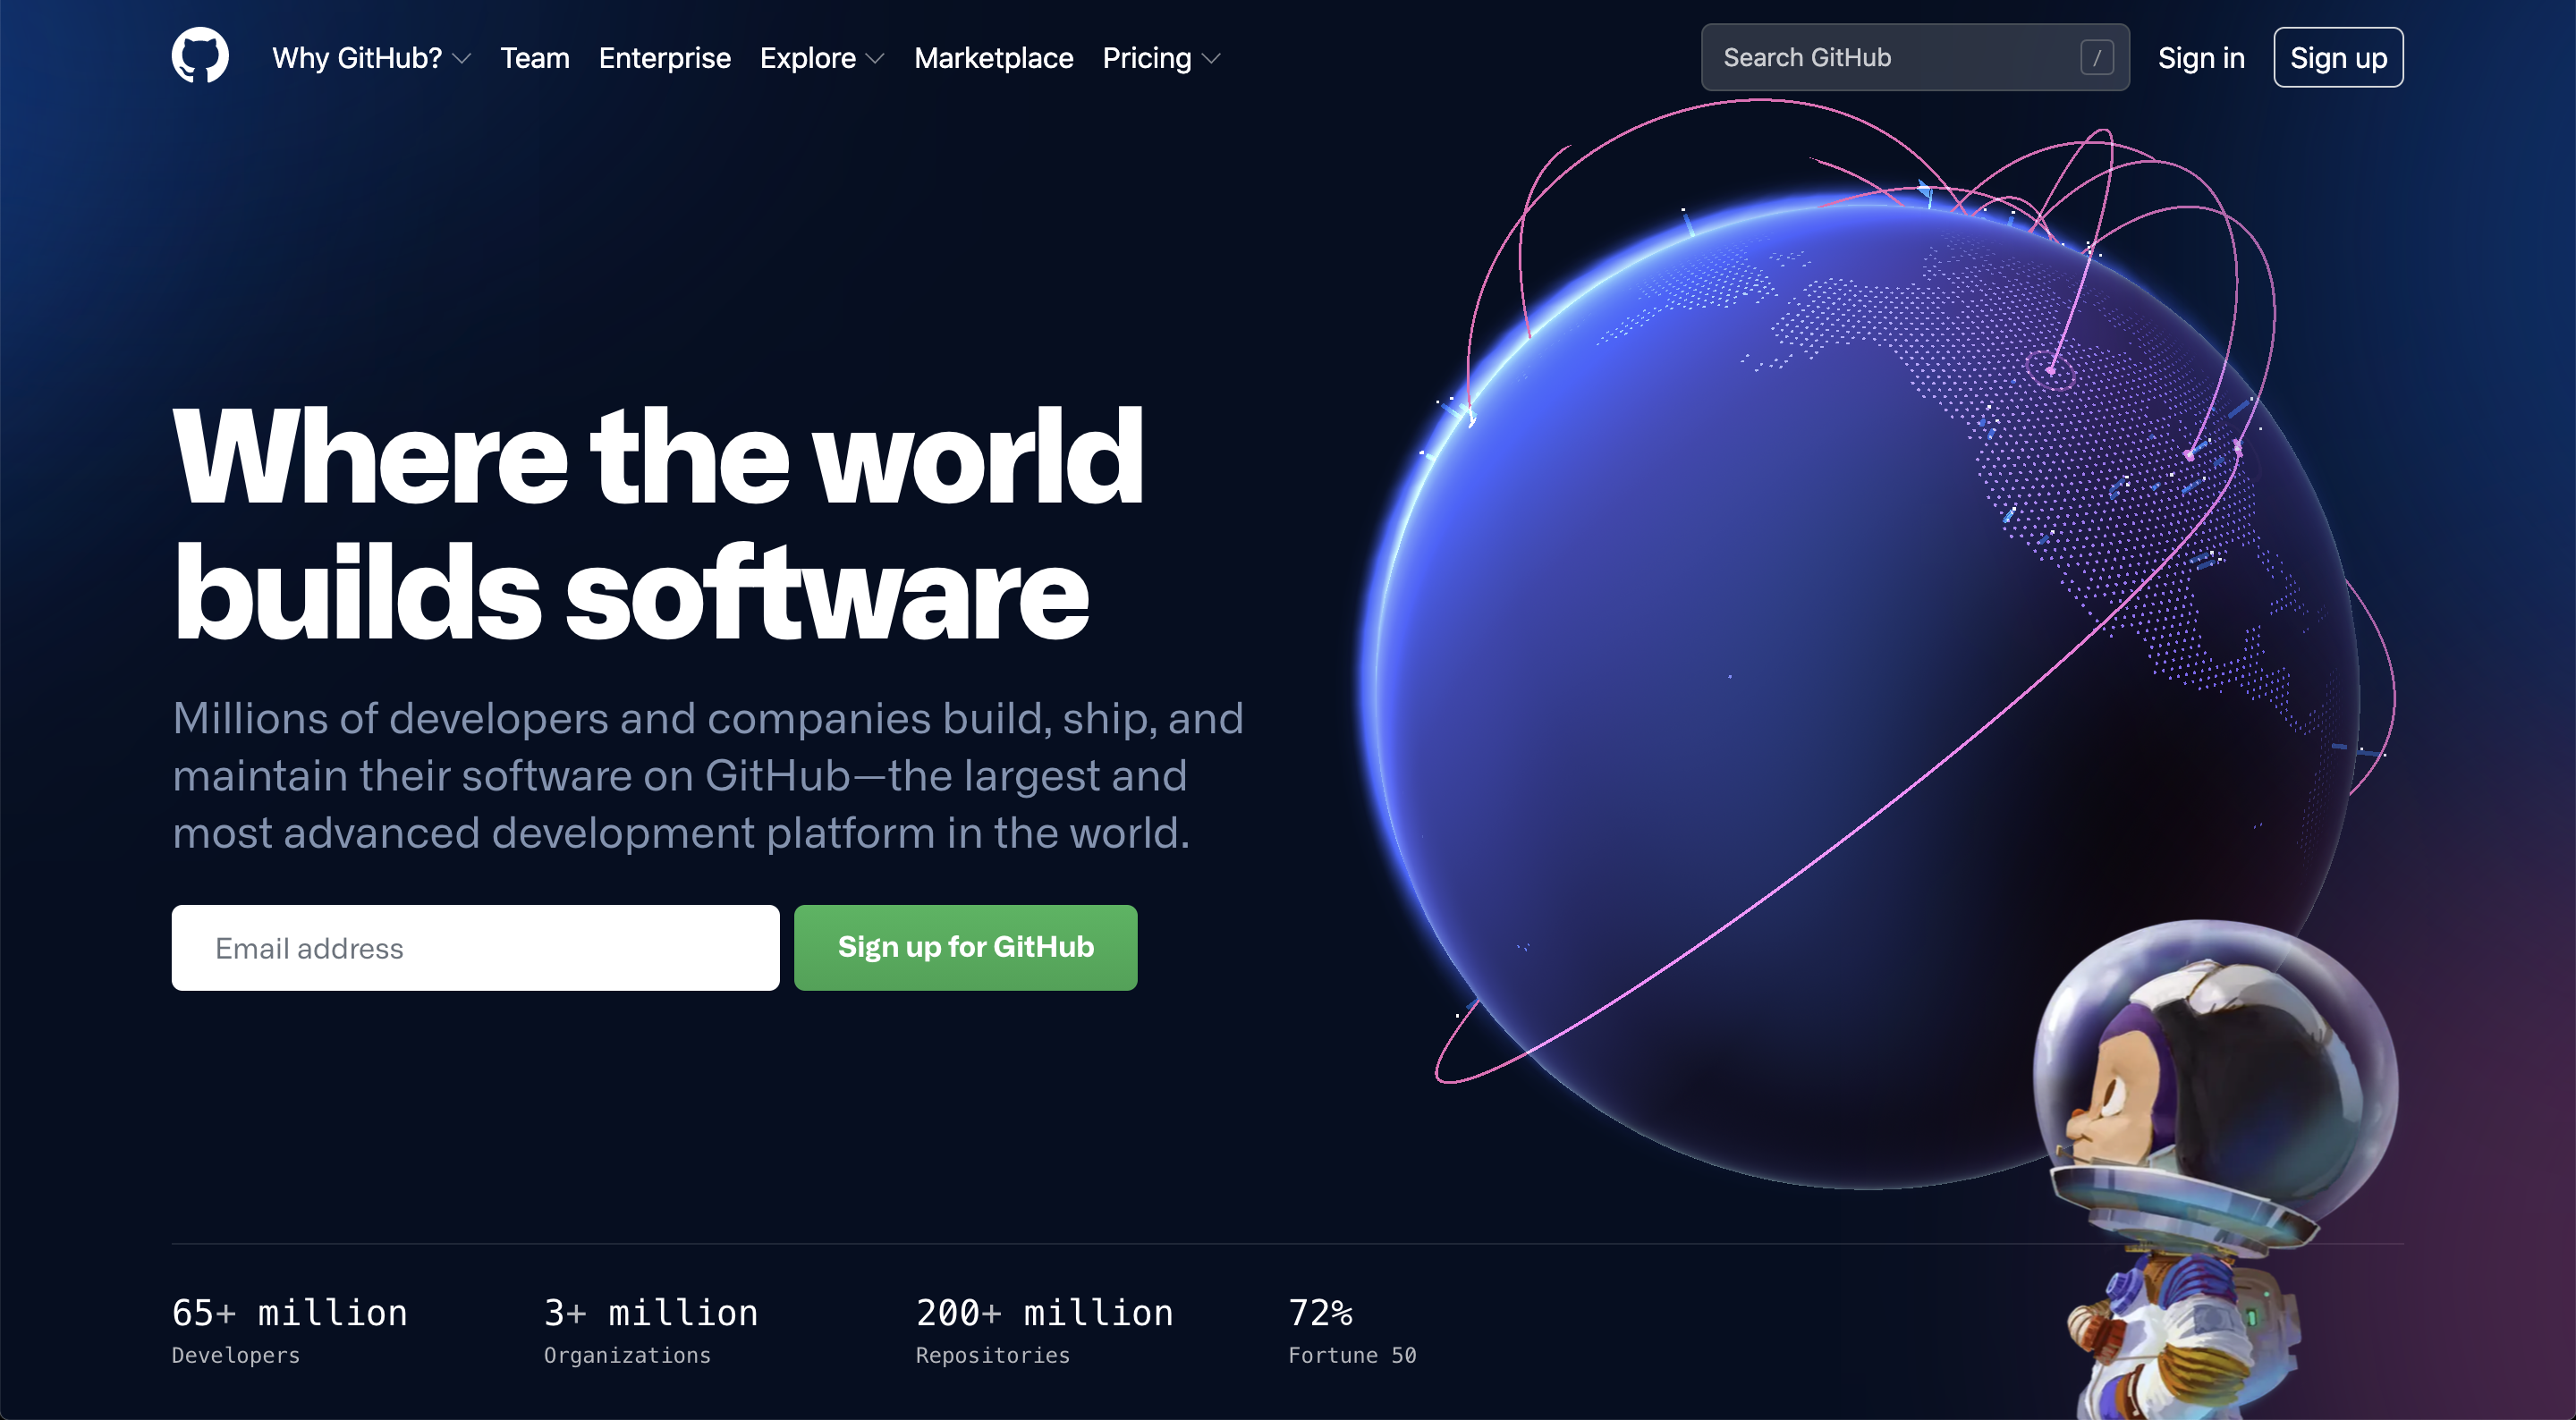 Why GitHub? Team Enterprise Explore Marketplace Pricing Search GitHub / Sign in Sign up
Where the world
builds software
Millions of developers and companies build, ship, and
maintain their software on GitHub—the largest and
most advanced development platform in the world.
Email address Sign up for GitHub
65+ million 3+ million 200+ million 72%
Developers Organizations Repositories Fortune 50